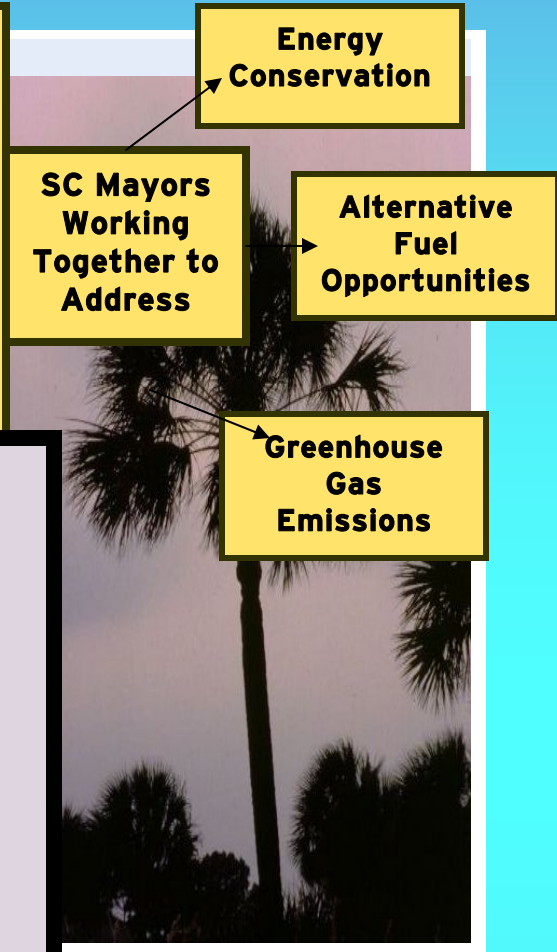 Energy
Conservation
SC Mayors
Working
Together to
Address
Alternative
Fuel
Opportunities
Greenhouse
Gas
Emissions